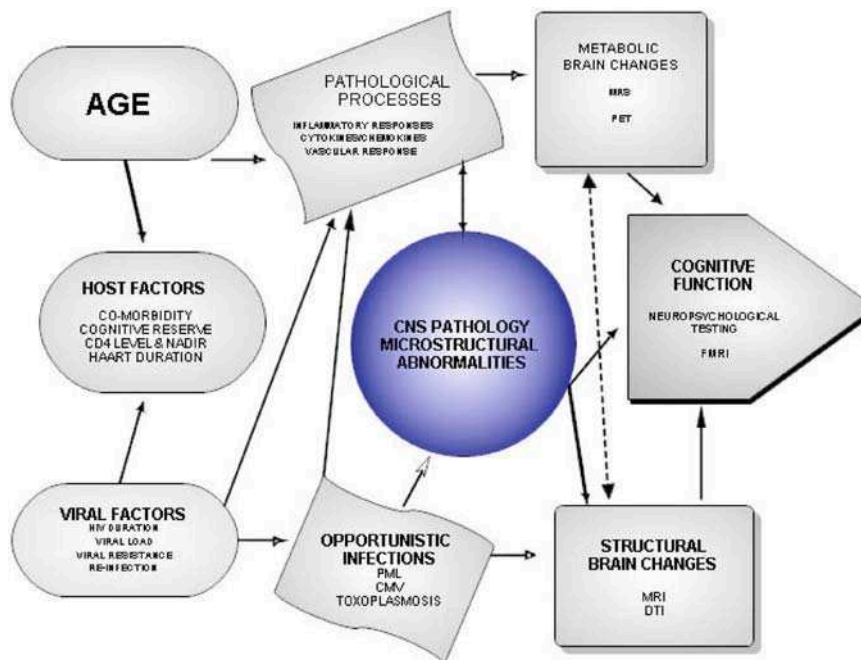 AGE
PATHOLOGICAL
PROCESSES
INFLAMMATORY RESPONSES
CYTOKINES/CHEMOKINES
VASCULAR RESPONSE
METABOLIC
BRAIN CHANGES
MRS
PET
HOST FACTORS
CO-MORBIDITY
COGNITIVE RESERVE
CD4 LEVEL & NADIR
HAART DURATION
CNS PATHOLOGY
MICROSTRUCTURAL
ABNORMALITIES
COGNITIVE
FUNCTION
NEUROPSYCHOLOGICAL
TESTING
FMRI
VIRAL FACTORS
HIV DURATION
VIRAL LOAD
VIRAL RESISTANCE
RE-INFECTION
OPPORTUNISTIC
INFECTIONS
PML
CMV
TOXOPLASMOSIS
STRUCTURAL
BRAIN CHANGES
MRI
DTI